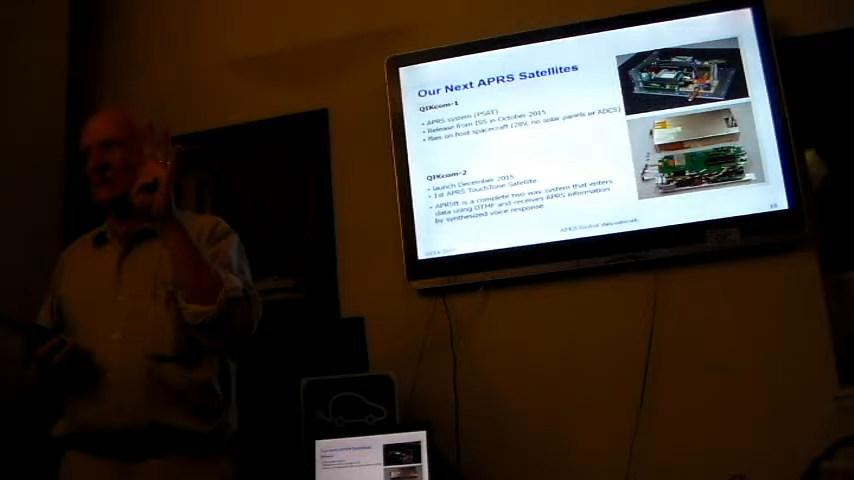 Our Next APRS Satellites
QIKcom-1
• APRS system (PSAT)
• Release from ISS in October 2015
• flies on host spacecraft (28V, no solar panels or ADCS)
QIKcom-2
• launch December 2015
• 1st APRS TouchTone Satellite
• APRStt is a complete two way system that enters
data using DTMF and receives APRS information
by synthesized voice response